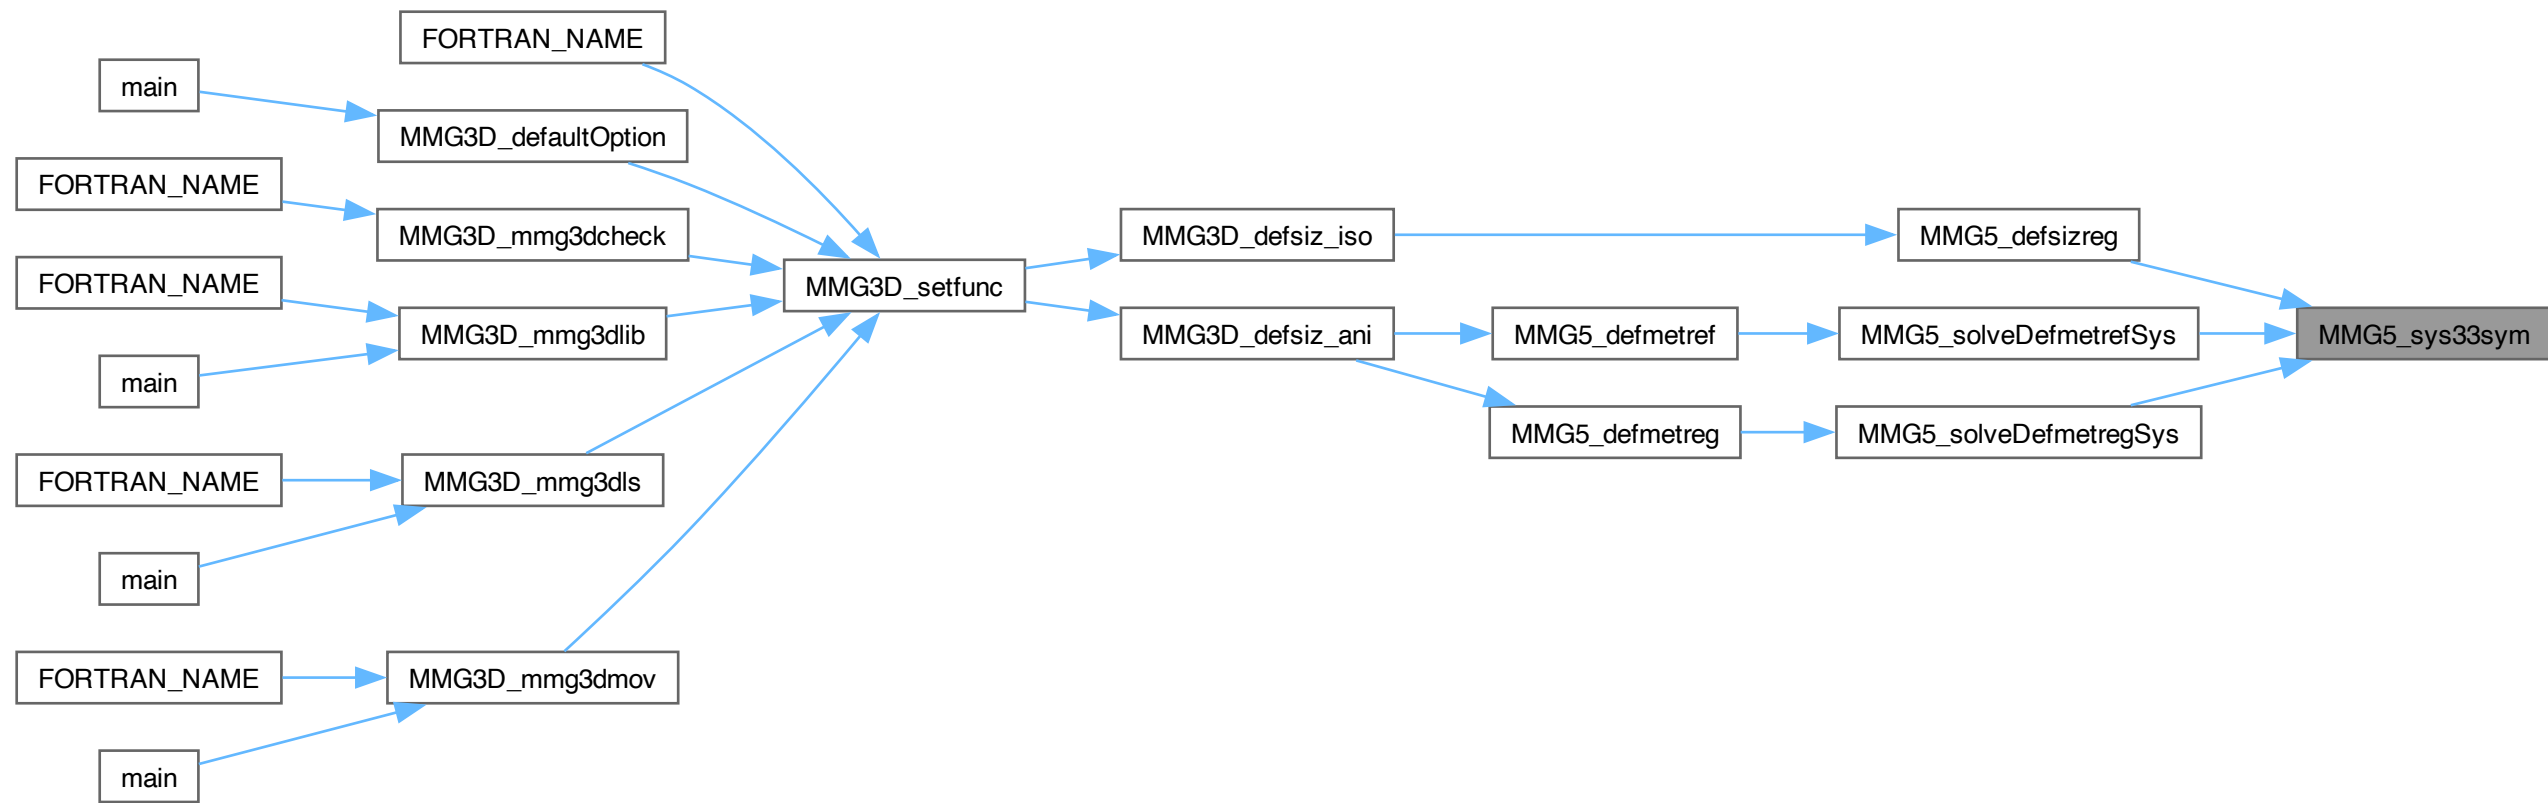 FORTRAN_NAME
main
MMG3D_defaultOption
FORTRAN_NAME
MMG3D_mmg3dcheck
MMG3D_defsiz_iso
MMG5_defsizreg
FORTRAN_NAME
MMG3D_setfunc
MMG3D_mmg3dlib
MMG3D_defsiz_ani
MMG5_defmetref
MMG5_solveDefmetrefSys
MMG5_sys33sym
main
MMG5_defmetreg
MMG5_solveDefmetregSys
FORTRAN_NAME
MMG3D_mmg3dls
main
FORTRAN_NAME
MMG3D_mmg3dmov
main